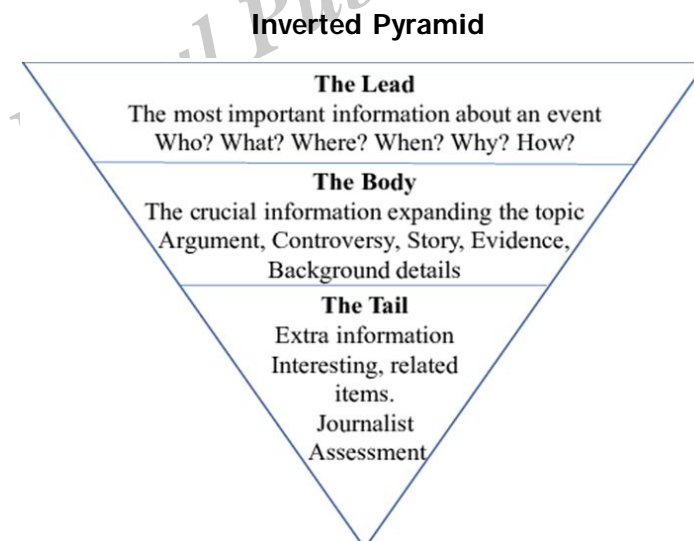 Inverted Pyramid
The Lead
The most important information about an event
Who? What? Where? When? Why? How?
The Body
The crucial information expanding the topic
Argument, Controversy, Story, Evidence,
Background details
The Tail
Extra information
Interesting, related
items.
Journalist
Assessment